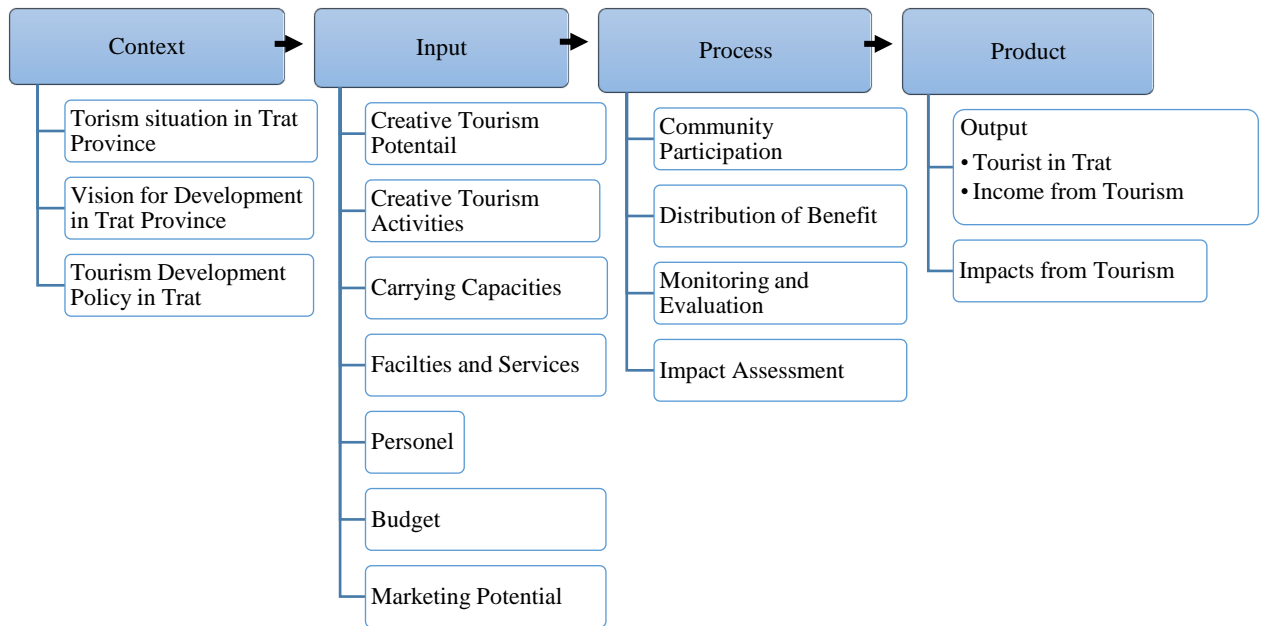 Context
Torism situation in Trat
Province
Vision for Development
in Trat Province
Tourism Development
Policy in Trat
Input
Creative Tourism
Potentail
Creative Tourism
Activities
Carrying Capacities
Facilties and Services
Personel
Budget
Marketing Potential
Process
Community
Participation
Distribution of Benefit
Monitoring and
Evaluation
Impact Assessment
Product
Output
• Tourist in Trat
• Income from Tourism
Impacts from Tourism